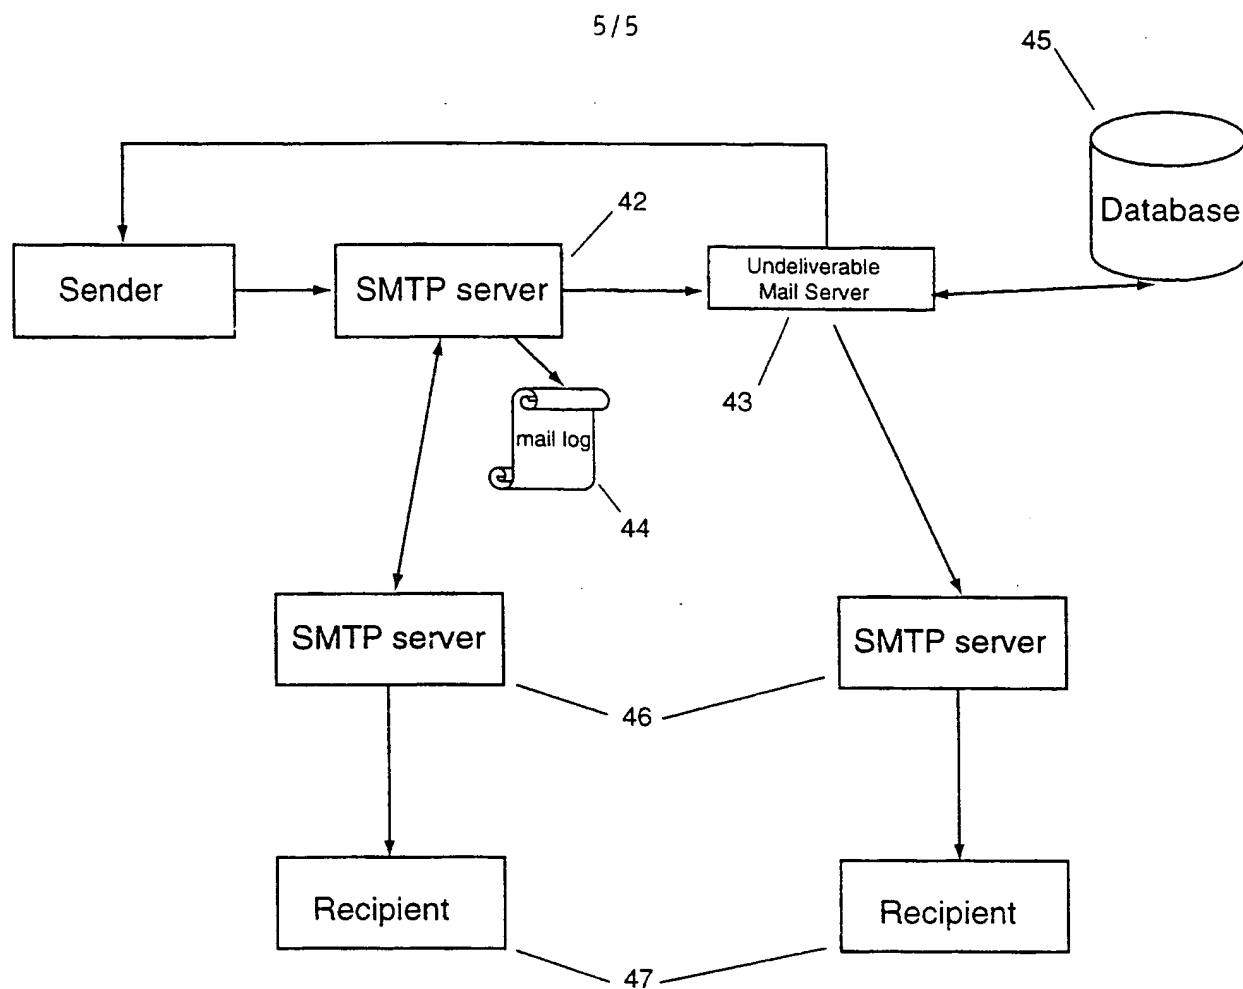 5/5
45
Database
42
Sender
SMTP server
Undeliverable
Mail Server
43
mail log
44
SMTP server
SMTP server
46
Recipient
Recipient
47